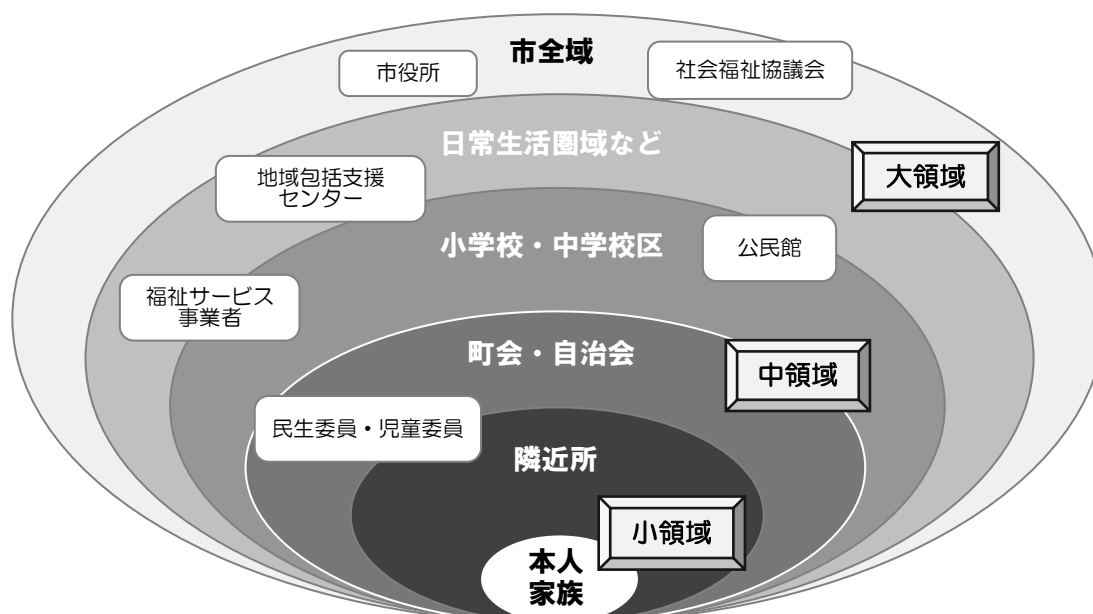 市全域
市役所
社会福祉協議会
日常生活圏域など
大領域
地域包括支援
センター
小学校・中学校区
公民館
福祉サービス
事業者
町会・自治会
中領域
民生委員・児童委員
隣近所
小領域
本人
家族